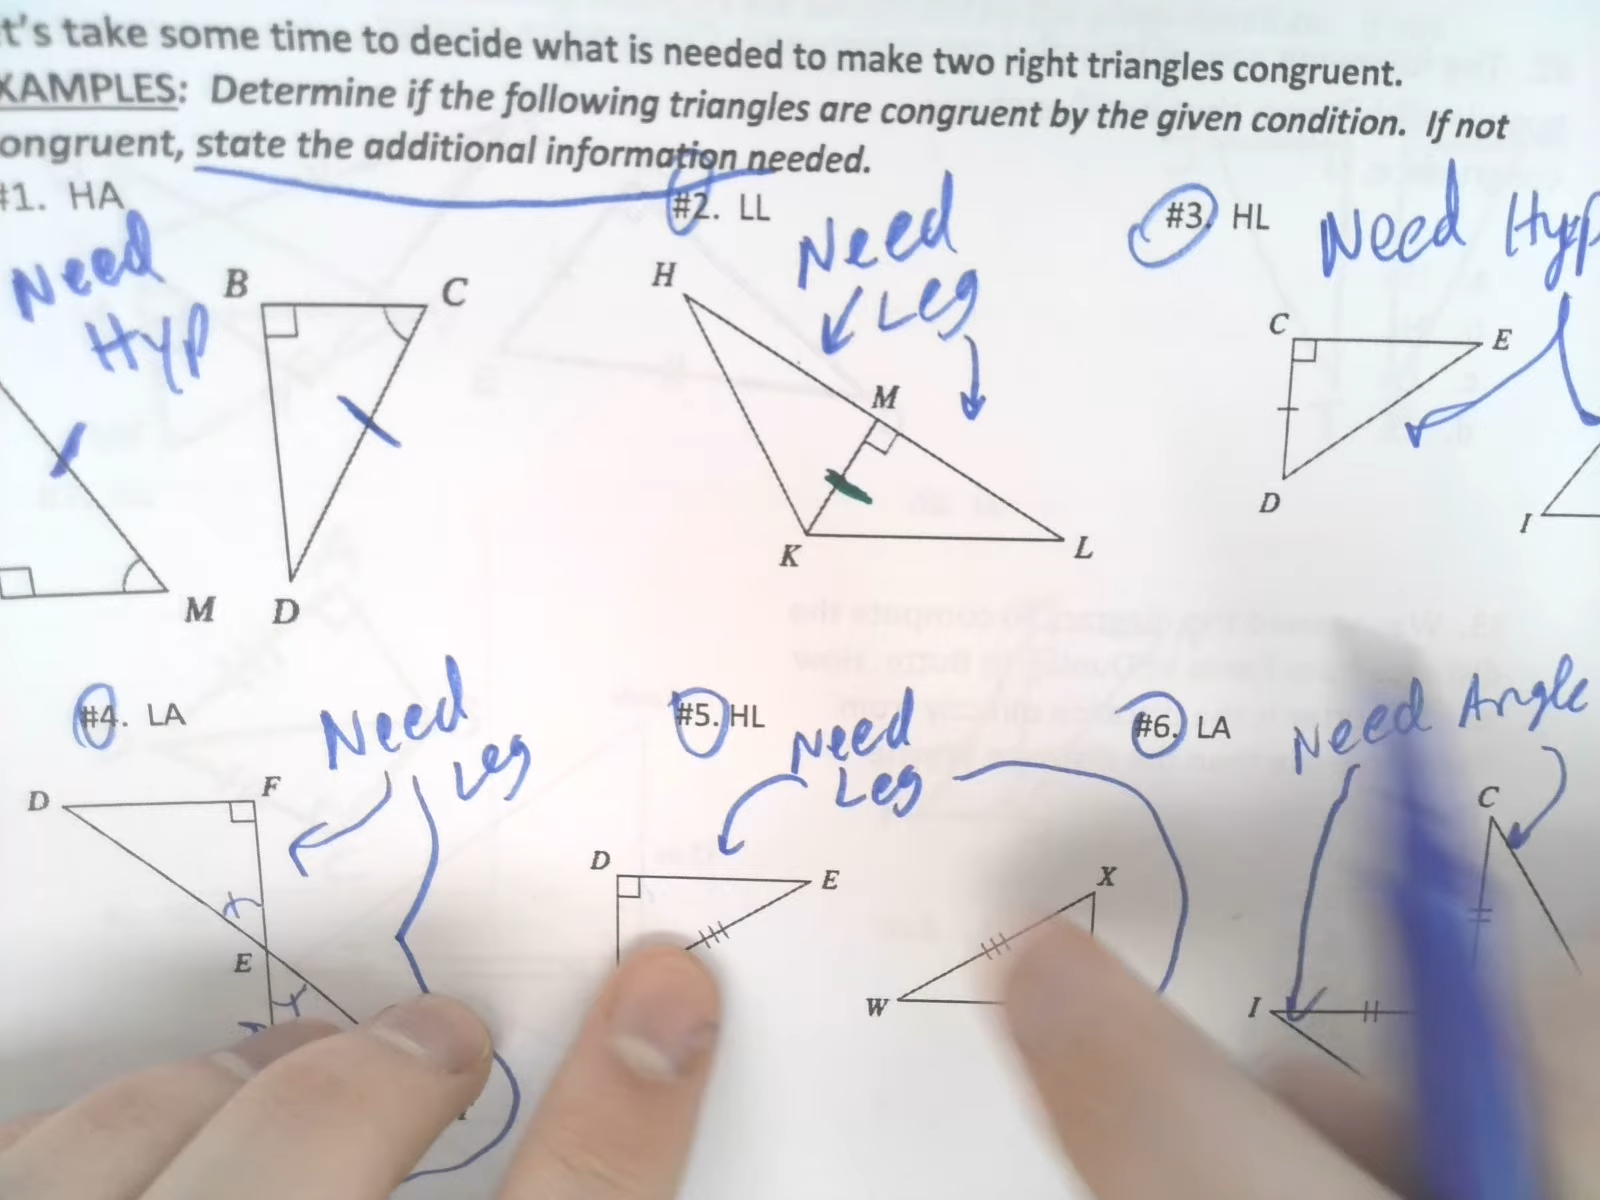 t's take some time to decide what is needed to make two right triangles congruent.
XAMPLES: Determine if the following triangles are congruent by the given condition. If not
ongruent, state the additional information needed.
#1. HA
Need
Hyp
B
C
M
D
#2. LL
Need
Leg
H
M
K
L
#3. HL
Need Hyp
C
E
D
I
#4. LA
Need
Leg
D
F
E
#5. HL
Need
Leg
D
E
X
W
#6. LA
Need Angle
C
I